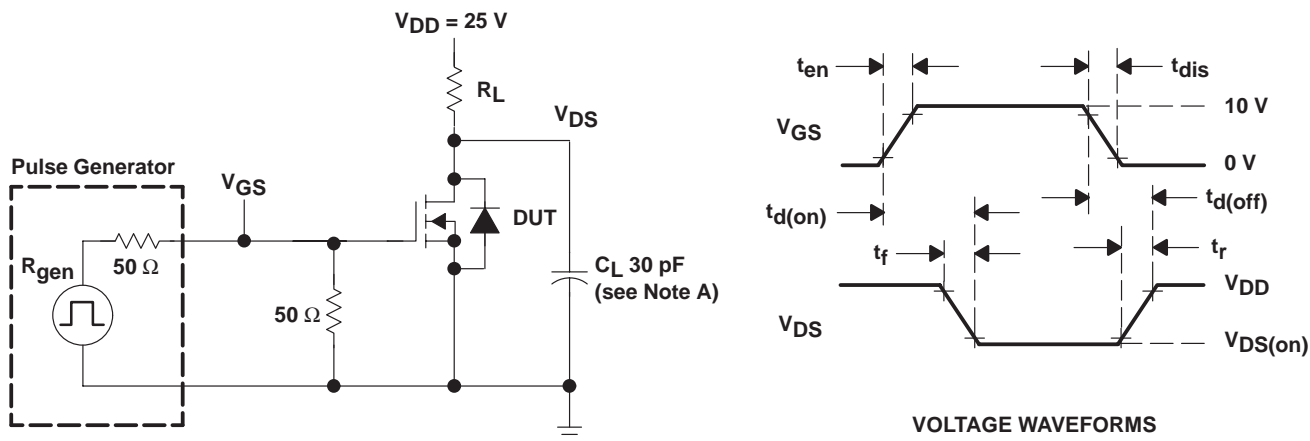 VDD = 25 V
RL
VDS
Pulse Generator
VGS
Rgen
50 Ω
50 Ω
DUT
CL 30 pF
(see Note A)
ten
tdis
10 V
VGS
0 V
td(on)
td(off)
tf
tr
VDD
VDS
VDS(on)
VOLTAGE WAVEFORMS